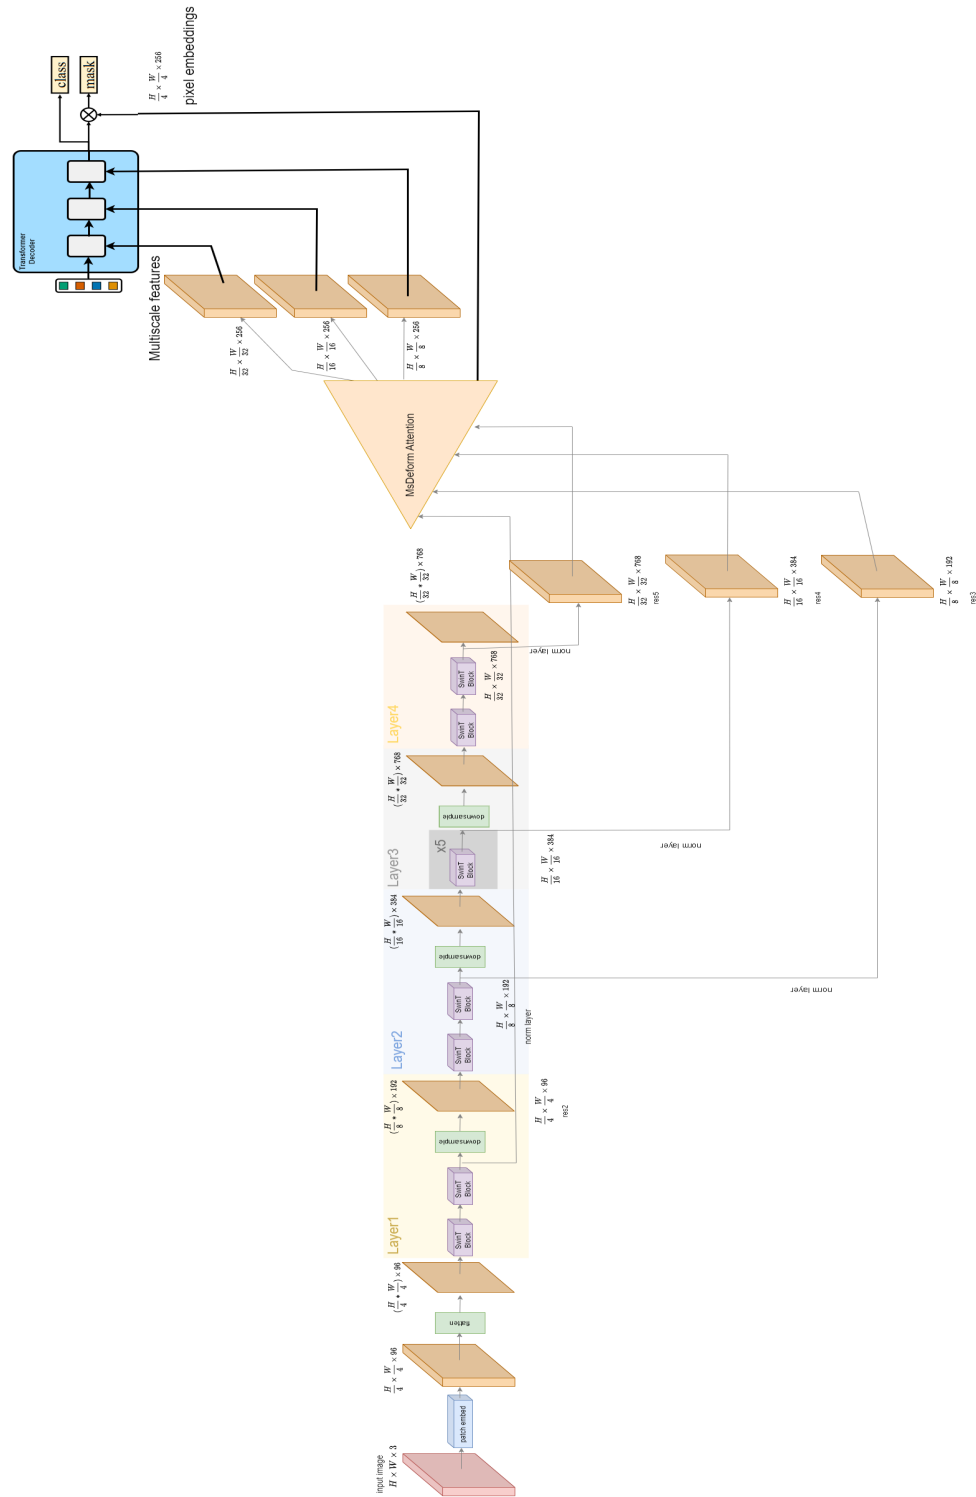 input image
H × W × 3
patch embed
H/4 × W/4 × 96
flatten
(H/4 * W/4) × 96
Layer1
SwinT
Block
SwinT
Block
downsample
(H/8 * W/8) × 192
H/4 × W/4 × 96
res2
norm layer
Layer2
SwinT
Block
SwinT
Block
H/8 × W/8 × 192
downsample
(H/16 * W/16) × 384
norm layer
Layer3
x5
SwinT
Block
H/16 × W/16 × 384
downsample
(H/32 * W/32) × 768
norm layer
Layer4
SwinT
Block
SwinT
Block
H/32 × W/32 × 768
(H/32 * W/32) × 768
norm layer
H/32 × W/32 × 768
res5
H/16 × W/16 × 384
res4
H/8 × W/8 × 192
res3
MsDeform Attention
H/32 × W/32 × 256
H/16 × W/16 × 256
H/8 × W/8 × 256
Multiscale features
Transformer
Decoder
class
mask
H/4 × W/4 × 256
pixel embeddings